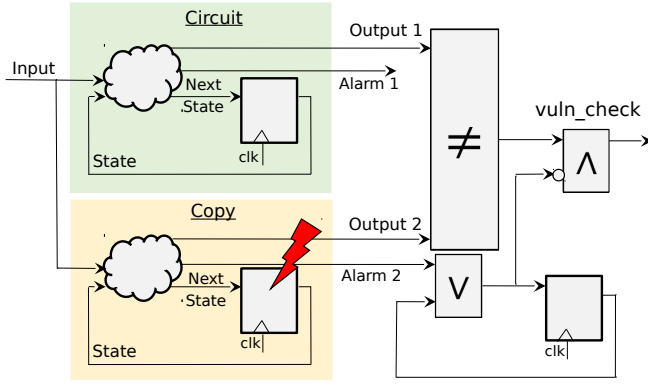 Circuit
Output 1
Input
Alarm 1
Next
State
vuln_check
≠
Λ
clk
State
Copy
Output 2
Alarm 2
Next
State
V
clk
State
clk